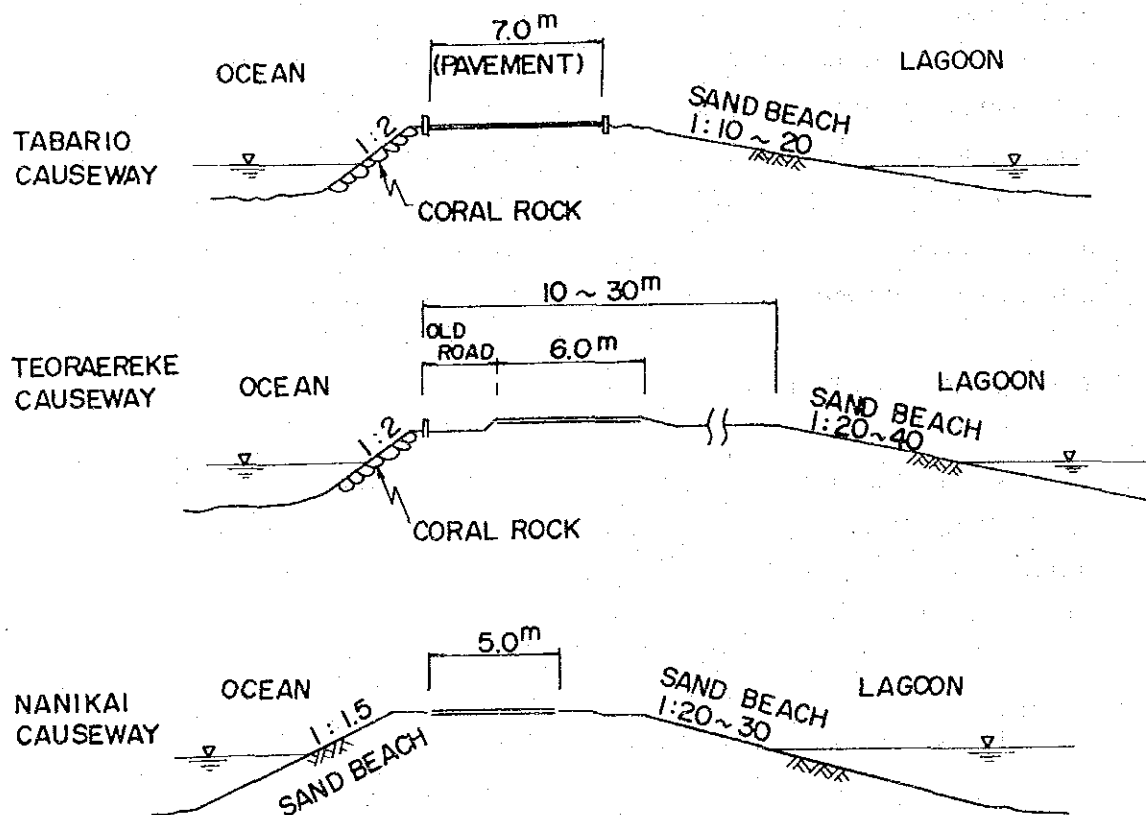 7.0m
(PAVEMENT)
OCEAN
LAGOON
TABARIO
CAUSEWAY
1:2
SAND BEACH
1:10~20
CORAL ROCK
10~30m
OLD
ROAD
6.0m
TEORAEREKE
CAUSEWAY
OCEAN
LAGOON
1:2
SAND BEACH
1:20~40
CORAL ROCK
5.0m
OCEAN
LAGOON
NANIKAI
CAUSEWAY
1:1.5
SAND BEACH
SAND BEACH
1:20~30